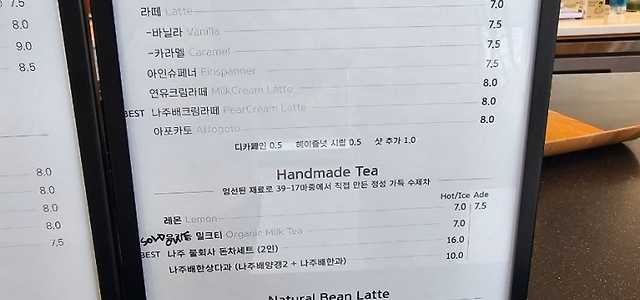 7.5
8.0
9.0
8.5
8.0
8.0
8.0
7.5
라떼 Latte 7.0
-바닐라 Vanilla 7.5
-카라멜 Caramel 7.5
아인슈페너 Einspanner 7.5
연유크림라떼 MilkCream Latte 8.0
BEST 나주배크림라떼 PearCream Latte 8.0
아포카토 Affogato 8.0
디카페인 0.5 헤이즐넛 시럽 0.5 샷 추가 1.0
Handmade Tea
엄선된 재료로 39-17마중에서 직접 만든 정성 가득 수제차
Hot/Ice Ade
레몬 Lemon 7.0 7.5
SOLD OUT 밀크티 Organic Milk Tea 7.0
BEST 나주 불회사 돈차세트 (2인) 16.0
나주배한상다과 (나주배양갱2 + 나주배한과) 10.0
Natural Bean Latte